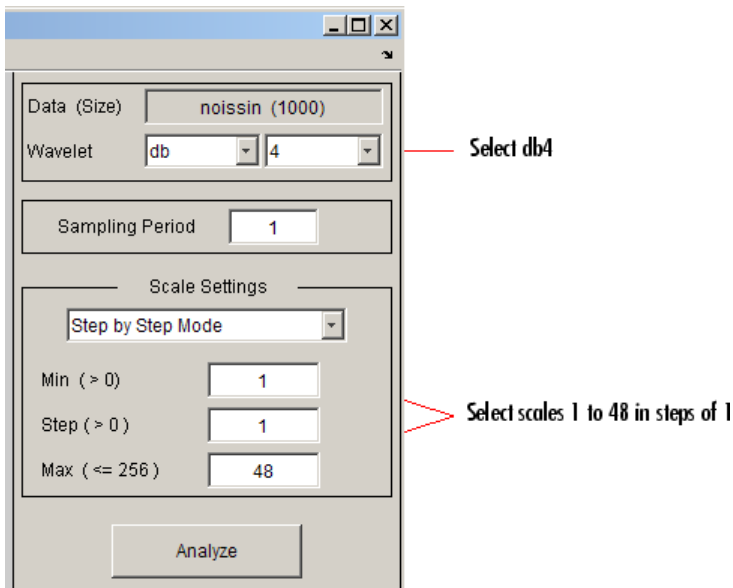 Data (Size) noissin (1000)
Wavelet db 4
Select db4
Sampling Period 1
Scale Settings
Step by Step Mode
Min ( > 0) 1
Step ( > 0 ) 1
Select scales 1 to 48 in steps of 1
Max ( <= 256 ) 48
Analyze